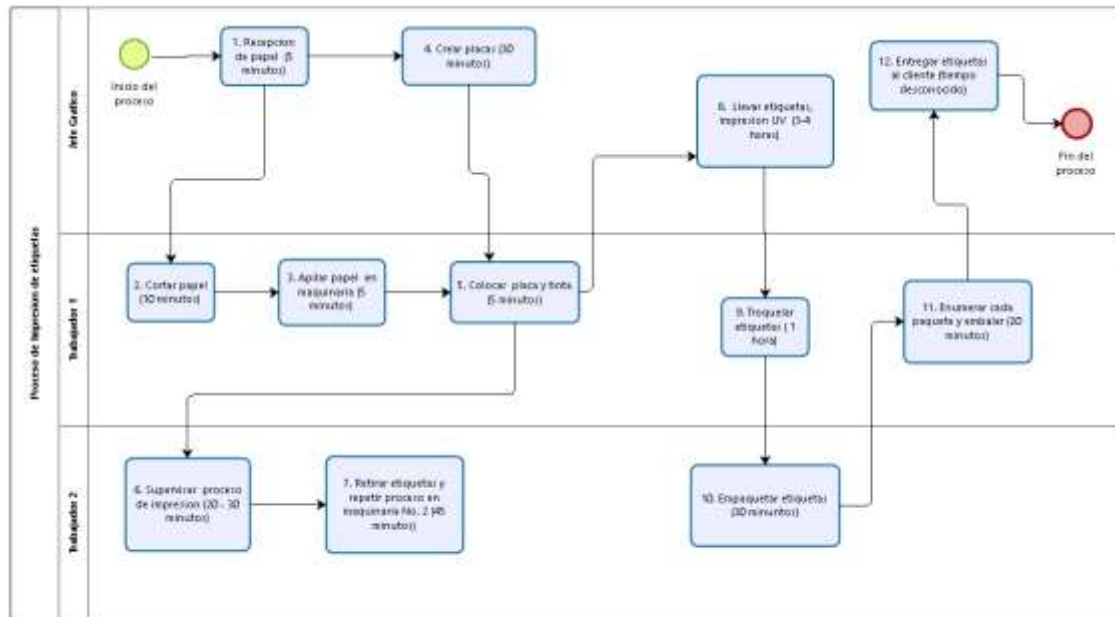 Proceso de Impresion de etiquetas
Jefe Grafico
Inicio del
proceso
1. Recepcion
de papel (5
minutos)
4. Crear placas (30
minutos)
8. Llevar etiquetas,
impresion UV (3-4
horas)
12. Entregar etiquetas
al cliente (tiempo
desconocido)
Fin del
proceso
Trabajador 1
2. Cortar papel
(10 minutos)
3. Apilar papel en
maquinaria (5
minutos)
5. Colocar placa y tinta
(5 minutos)
9. Troquelar
etiquetas ( 1
hora)
11. Enumerar cada
paquete y embalar (20
minutos)
Trabajador 2
6. Supervisar proceso
de impresion (20 - 30
minutos)
7. Retirar etiquetas y
repetir proceso en
maquinaria No. 2 (45
minutos)
10. Empaquetar etiquetas
(30 minuntos)